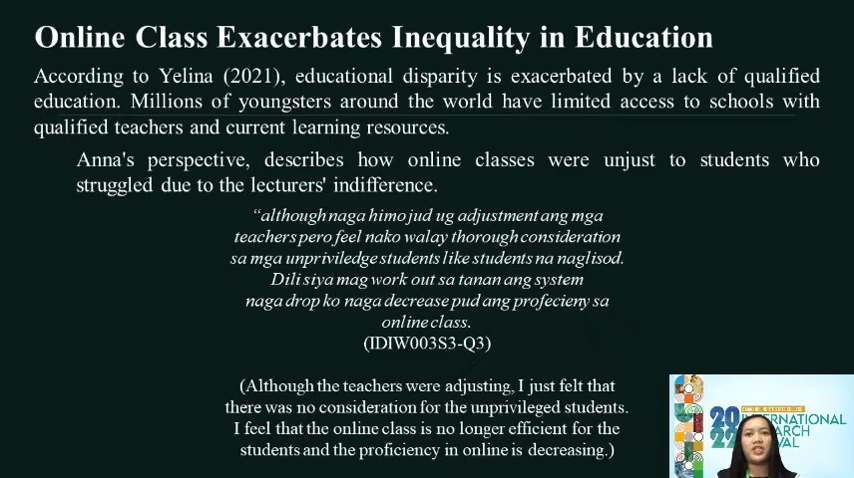 Online Class Exacerbates Inequality in Education
According to Yelina (2021), educational disparity is exacerbated by a lack of qualified
education. Millions of youngsters around the world have limited access to schools with
qualified teachers and current learning resources.
Anna's perspective, describes how online classes were unjust to students who
struggled due to the lecturers' indifference.
“although naga himo jud ug adjustment ang mga
teachers pero feel nako walay thorough consideration
sa mga unpriviledge students like students na naglisod.
Dili siya mag work out sa tanan ang system
naga drop ko naga decrease pud ang profecieny sa
online class.
(IDIW003S3-Q3)
(Although the teachers were adjusting, I just felt that
there was no consideration for the unprivileged students.
I feel that the online class is no longer efficient for the
students and the proficiency in online is decreasing.)
20
22
INTERNATIONAL